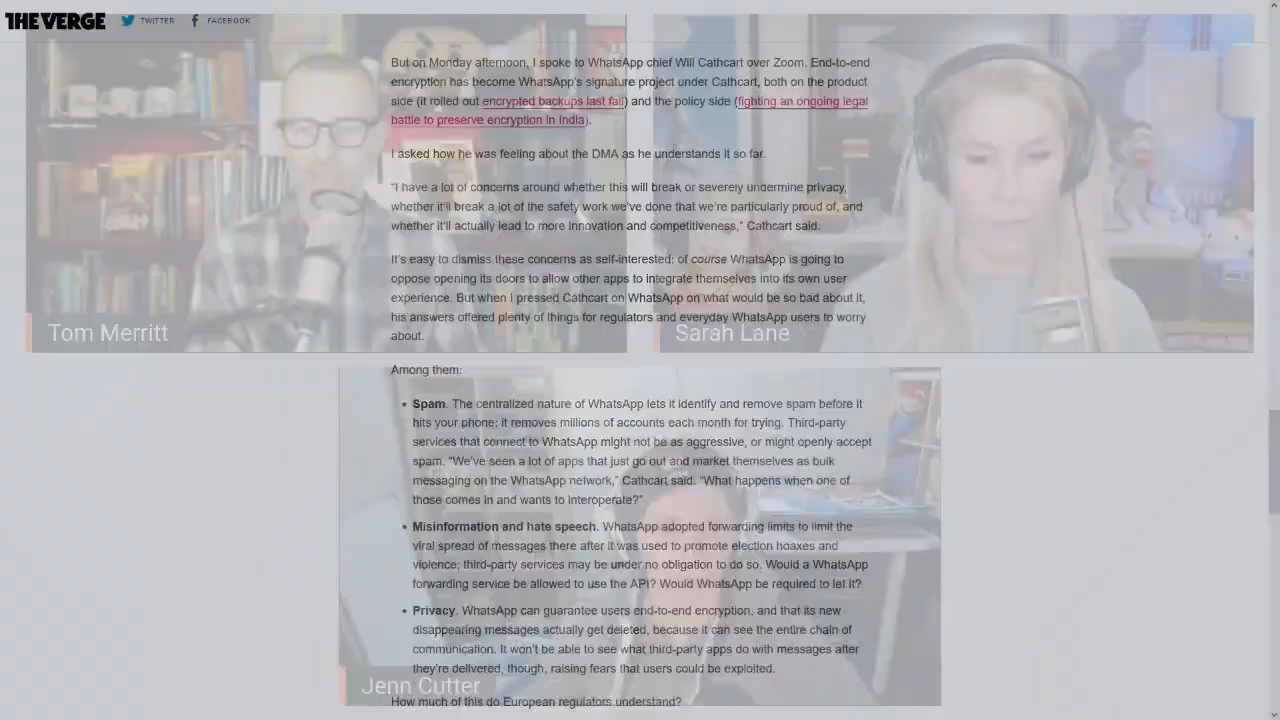 THE VERGE TWITTER FACEBOOK
But on Monday afternoon, I spoke to WhatsApp chief Will Cathcart over Zoom. End-to-end
encryption has become WhatsApp's signature project under Cathcart, both on the product
side (it rolled out encrypted backups last fall) and the policy side (fighting an ongoing legal
battle to preserve encryption in India).
I asked how he was feeling about the DMA as he understands it so far.
"I have a lot of concerns around whether this will break or severely undermine privacy,
whether it'll break a lot of the safety work we've done that we're particularly proud of, and
whether it'll actually lead to more innovation and competitiveness," Cathcart said.
It's easy to dismiss these concerns as self-interested: of course WhatsApp is going to
oppose opening its doors to allow other apps to integrate themselves into its own user
experience. But when I pressed Cathcart on WhatsApp on what would be so bad about it,
his answers offered plenty of things for regulators and everyday WhatsApp users to worry
about.
Tom Merritt
Sarah Lane
Among them:
• Spam. The centralized nature of WhatsApp lets it identify and remove spam before it
hits your phone; it removes millions of accounts each month for trying. Third-party
services that connect to WhatsApp might not be as aggressive, or might openly accept
spam. "We've seen a lot of apps that just go out and market themselves as bulk
messaging on the WhatsApp network," Cathcart said. "What happens when one of
those comes in and wants to interoperate?"
• Misinformation and hate speech. WhatsApp adopted forwarding limits to limit the
viral spread of messages there after it was used to promote election hoaxes and
violence; third-party services may be under no obligation to do so. Would a WhatsApp
forwarding service be allowed to use the API? Would WhatsApp be required to let it?
• Privacy. WhatsApp can guarantee users end-to-end encryption, and that its new
disappearing messages actually get deleted, because it can see the entire chain of
communication. It won't be able to see what third-party apps do with messages after
they're delivered, though, raising fears that users could be exploited.
Jenn Cutter
How much of this do European regulators understand?